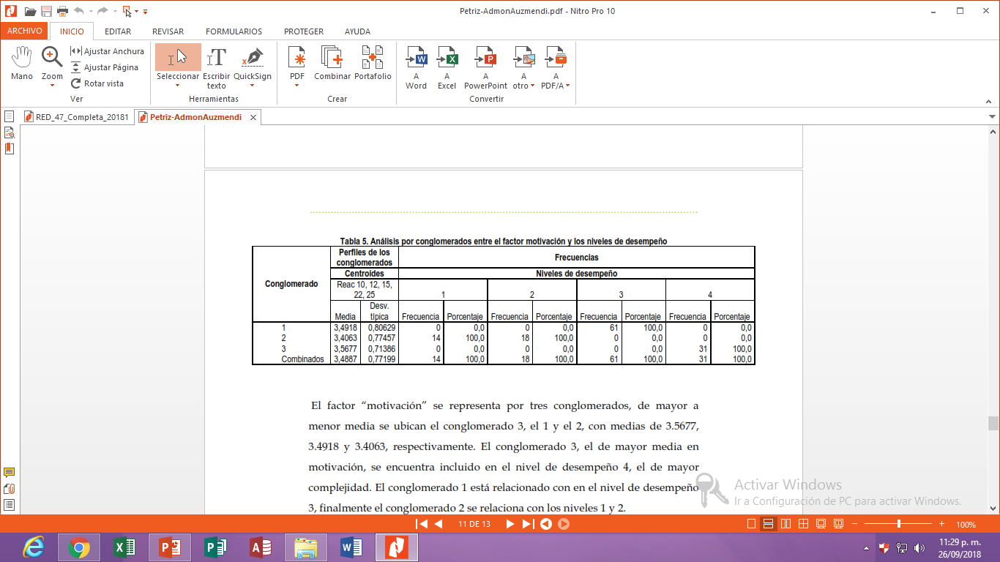 Petriz-AdmonAuzmendi.pdf - Nitro Pro 10
ARCHIVO INICIO EDITAR REVISAR FORMULARIOS PROTEGER AYUDA
Mano
Zoom
Ajustar Anchura
Ajustar Página
Rotar vista
Ver
Seleccionar
Escribir texto
QuickSign
Herramientas
PDF
Combinar
Portafolio
Crear
A Word
A Excel
A PowerPoint
A otro
A PDF/A
Convertir
RED_47_Completa_20181
Petriz-AdmonAuzmendi
Tabla 5. Análisis por conglomerados entre el factor motivación y los niveles de desempeño
Conglomerado
Perfiles de los
conglomerados
Frecuencias
Centroides
Niveles de desempeño
Reac 10, 12, 15,
22, 25
1 2 3 4
Media
Desv.
típica
Frecuencia Porcentaje Frecuencia Porcentaje Frecuencia Porcentaje Frecuencia Porcentaje
1 3,4918 0,80629 0 0,0 0 0,0 61 100,0 0 0,0
2 3,4063 0,77457 14 100,0 18 100,0 0 0,0 0 0,0
3 3,5677 0,71386 0 0,0 0 0,0 0 0,0 31 100,0
Combinados 3,4887 0,77199 14 100,0 18 100,0 61 100,0 31 100,0
El factor “motivación” se representa por tres conglomerados, de mayor a
menor media se ubican el conglomerado 3, el 1 y el 2, con medias de 3.5677,
3.4918 y 3.4063, respectivamente. El conglomerado 3, el de mayor media en
motivación, se encuentra incluido en el nivel de desempeño 4, el de mayor
complejidad. El conglomerado 1 está relacionado con en el nivel de desempeño
3, finalmente el conglomerado 2 se relaciona con los niveles 1 y 2.
Activar Windows
Ir a Configuración de PC para activar Windows.
11 DE 13
100%
11:29 p. m.
26/09/2018